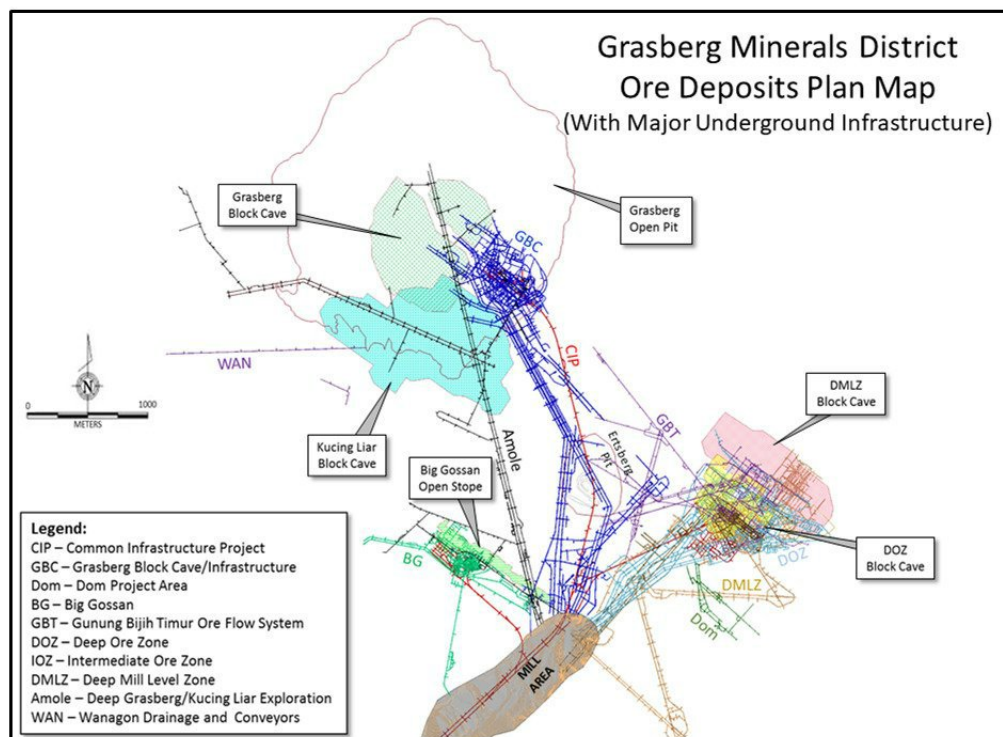 Grasberg Minerals District
Ore Deposits Plan Map
(With Major Underground Infrastructure)
Grasberg
Block Cave
Grasberg
Open Pit
GBC
CIP
WAN
N
0 1000
METERS
Kucing Liar
Block Cave
Amole
Big Gossan
Open Stope
Ertsberg
Pit
GBT
DMLZ
Block Cave
DOZ
DOZ
Block Cave
BG
DMLZ
Dom
MILL
AREA
Legend:
CIP – Common Infrastructure Project
GBC – Grasberg Block Cave/Infrastructure
Dom – Dom Project Area
BG – Big Gossan
GBT – Gunung Bijih Timur Ore Flow System
DOZ – Deep Ore Zone
IOZ – Intermediate Ore Zone
DMLZ – Deep Mill Level Zone
Amole – Deep Grasberg/Kucing Liar Exploration
WAN – Wanagon Drainage and Conveyors